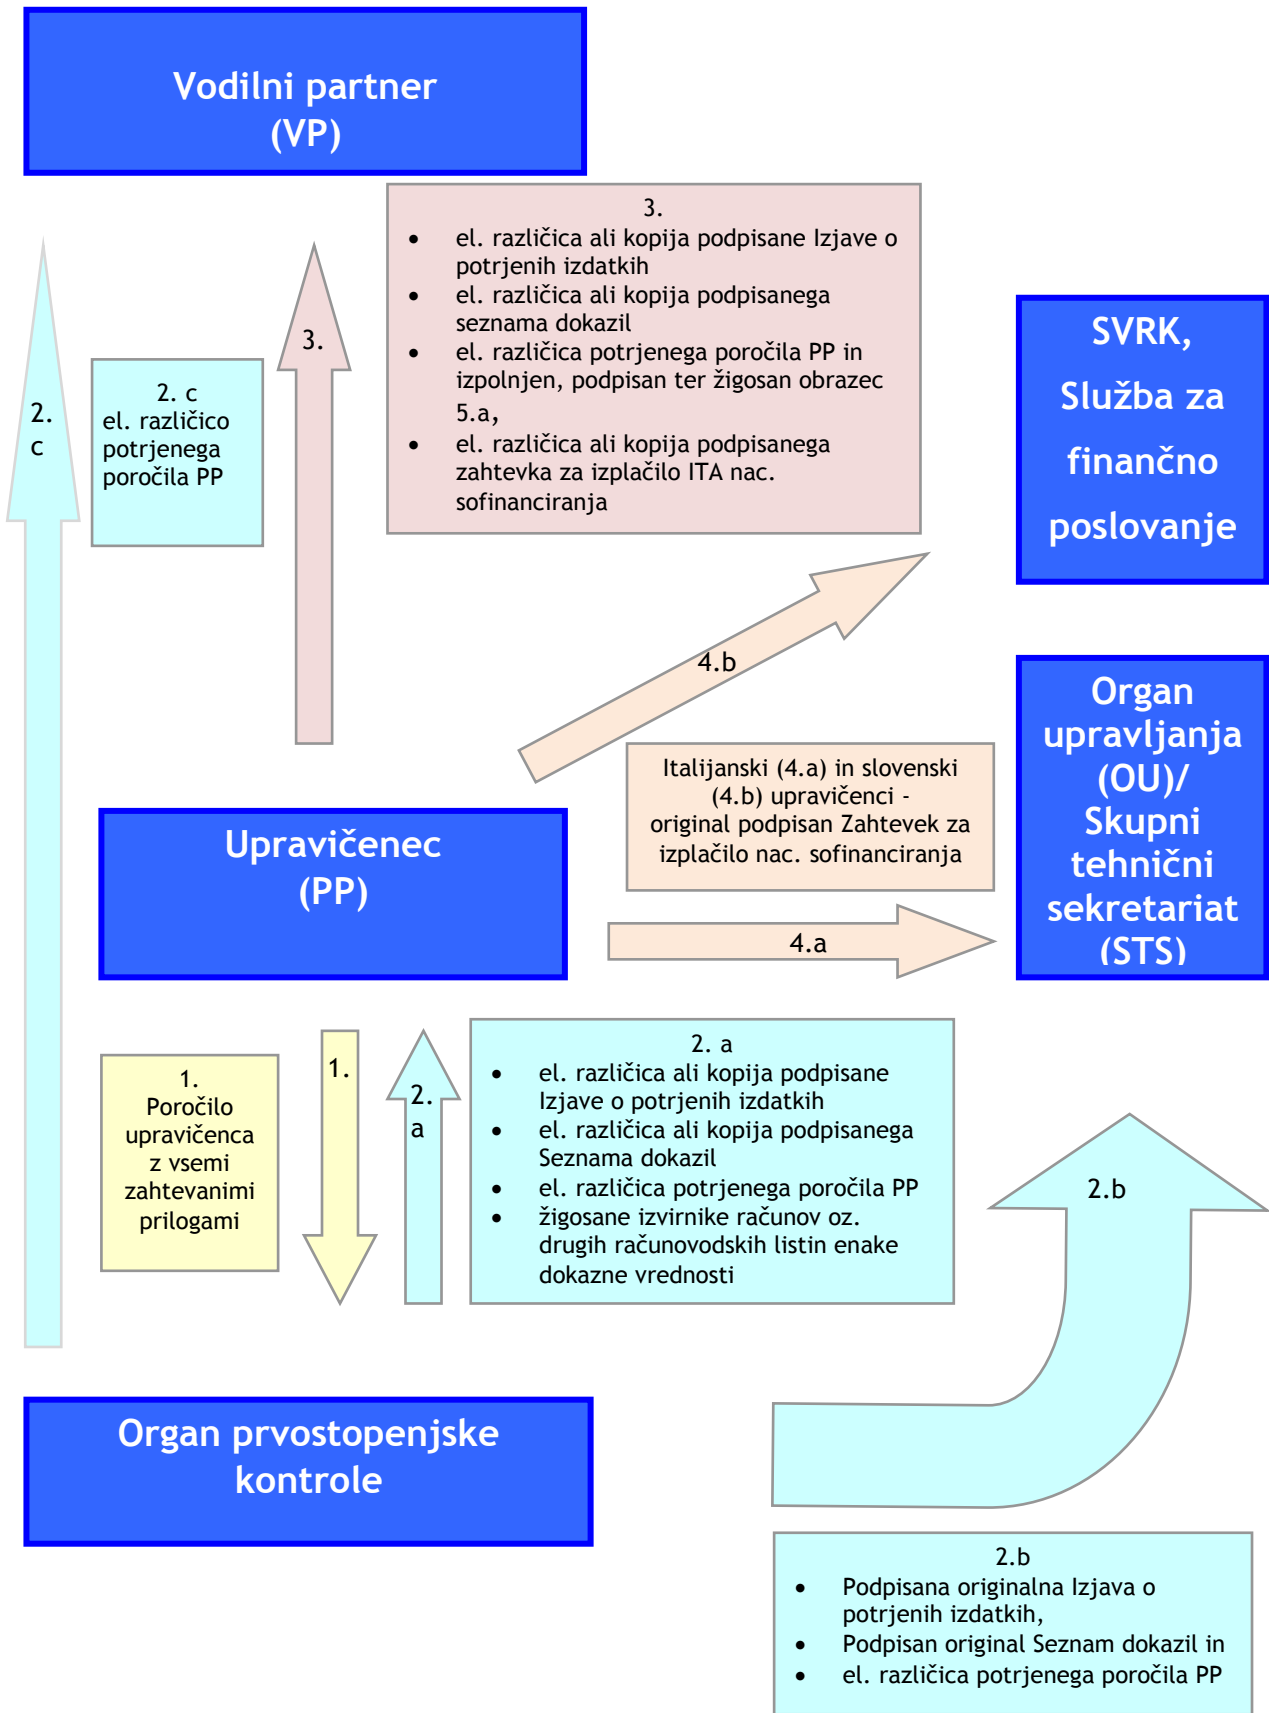 Vodilni partner
(VP)
3.
• el. različica ali kopija podpisane Izjave o
potrjenih izdatkih
• el. različica ali kopija podpisanega
seznama dokazil
• el. različica potrjenega poročila PP in
izpolnjen, podpisan ter žigosan obrazec
5.a,
• el. različica ali kopija podpisanega
zahtevka za izplačilo ITA nac.
sofinanciranja
3.
2.
c
2. c
el. različico
potrjenega
poročila PP
SVRK,
Služba za
finančno
poslovanje
4.b
Organ
upravljanja
(OU)/
Skupni
tehnični
sekretariat
(STS)
Italijanski (4.a) in slovenski
(4.b) upravičenci -
original podpisan Zahtevek za
izplačilo nac. sofinanciranja
Upravičenec
(PP)
4.a
1.
Poročilo
upravičenca
z vsemi
zahtevanimi
prilogami
1.
2.
a
2. a
• el. različica ali kopija podpisane
Izjave o potrjenih izdatkih
• el. različica ali kopija podpisanega
Seznama dokazil
• el. različica potrjenega poročila PP
• žigosane izvirnike računov oz.
drugih računovodskih listin enake
dokazne vrednosti
2.b
Organ prvostopenjske
kontrole
2.b
• Podpisana originalna Izjava o
potrjenih izdatkih,
• Podpisan original Seznam dokazil in
• el. različica potrjenega poročila PP